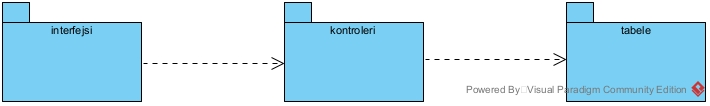 interfejsi
kontroleri
tabele
Powered By Visual Paradigm Community Edition